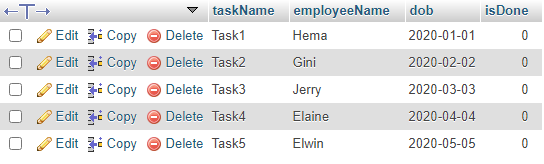 taskName employeeName dob isDone
Edit Copy Delete Task1 Hema 2020-01-01 0
Edit Copy Delete Task2 Gini 2020-02-02 0
Edit Copy Delete Task3 Jerry 2020-03-03 0
Edit Copy Delete Task4 Elaine 2020-04-04 0
Edit Copy Delete Task5 Elwin 2020-05-05 0